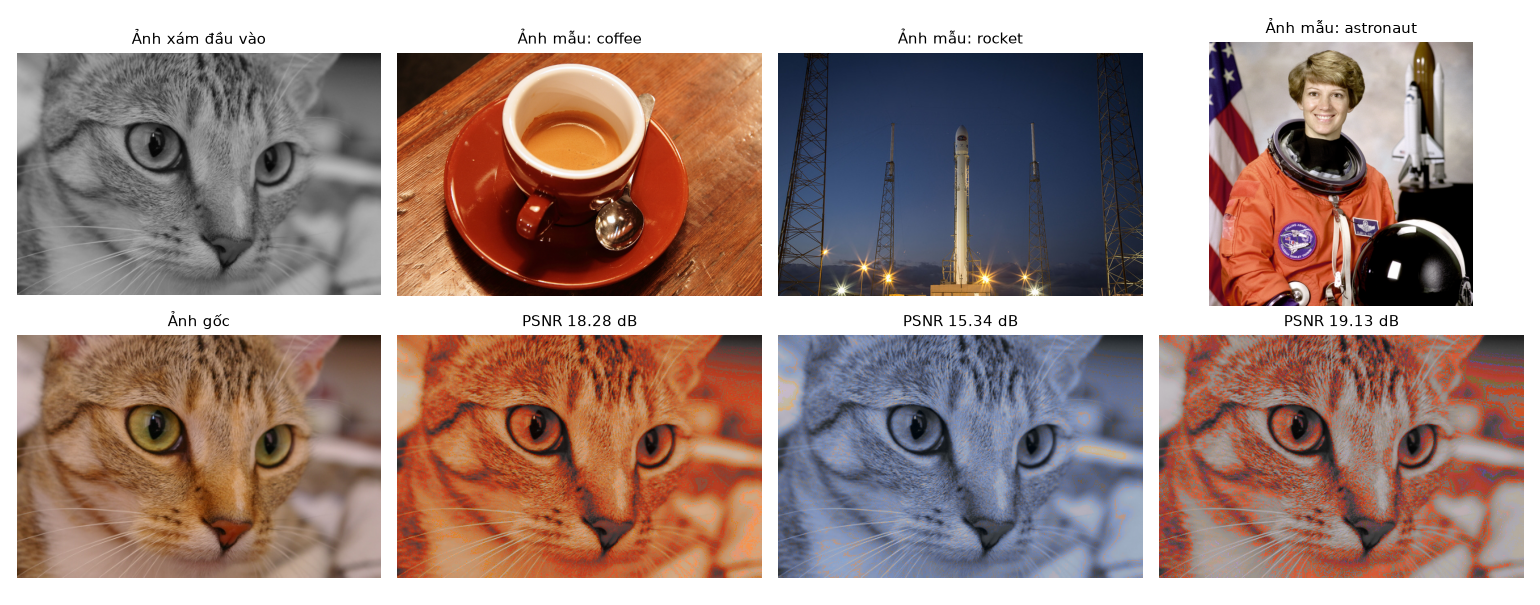 Ảnh xám đầu vào
Ảnh mẫu: coffee
Ảnh mẫu: rocket
Ảnh mẫu: astronaut
Ảnh gốc
PSNR 18.28 dB
PSNR 15.34 dB
PSNR 19.13 dB